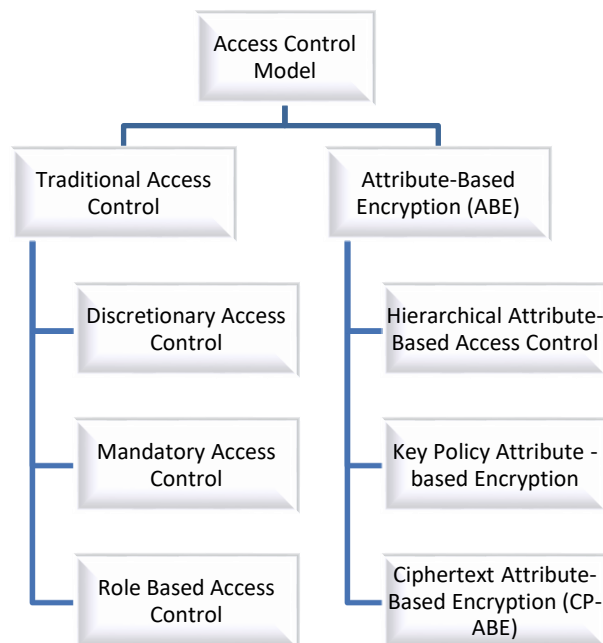 Access Control
Model
Traditional Access
Control
Attribute-Based
Encryption (ABE)
Discretionary Access
Control
Hierarchical Attribute-
Based Access Control
Mandatory Access
Control
Key Policy Attribute -
based Encryption
Role Based Access
Control
Ciphertext Attribute-
Based Encryption (CP-
ABE)